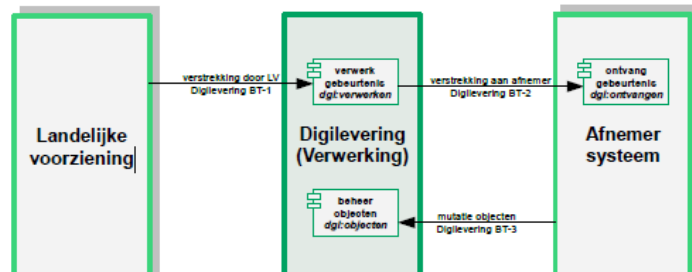 Landelijke
voorziening
verstrekking door LV
Digilevering BT-1
verwerk
gebeurtenis
dgl:verwerken
Digilevering
(Verwerking)
beheer
objecten
dgl:objecten
verstrekking aan afnemer
Digilevering BT-2
mutatie objecten
Digilevering BT-3
ontvang
gebeurtenis
dgl:ontvangen
Afnemer
systeem